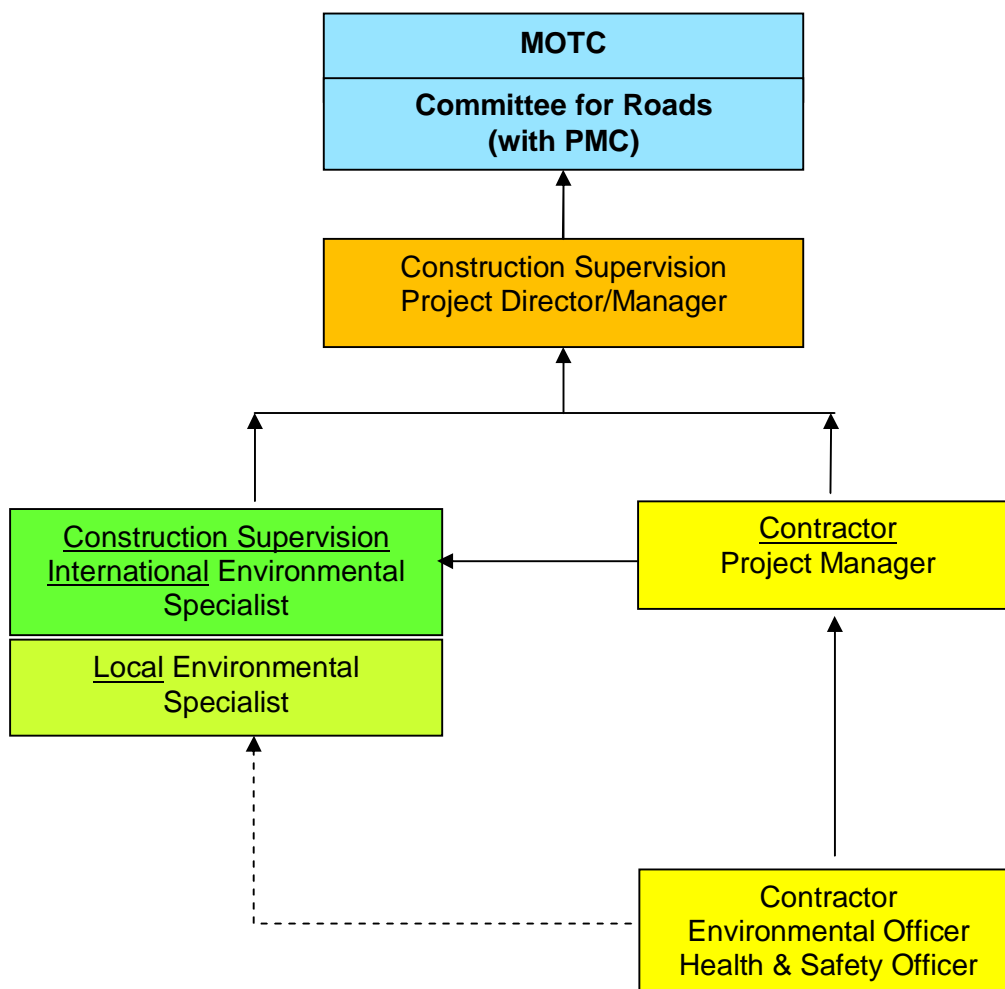 MOTC
Committee for Roads
(with PMC)
Construction Supervision
Project Director/Manager
Construction Supervision
International Environmental
Specialist
Local Environmental
Specialist
Contractor
Project Manager
Contractor
Environmental Officer
Health & Safety Officer